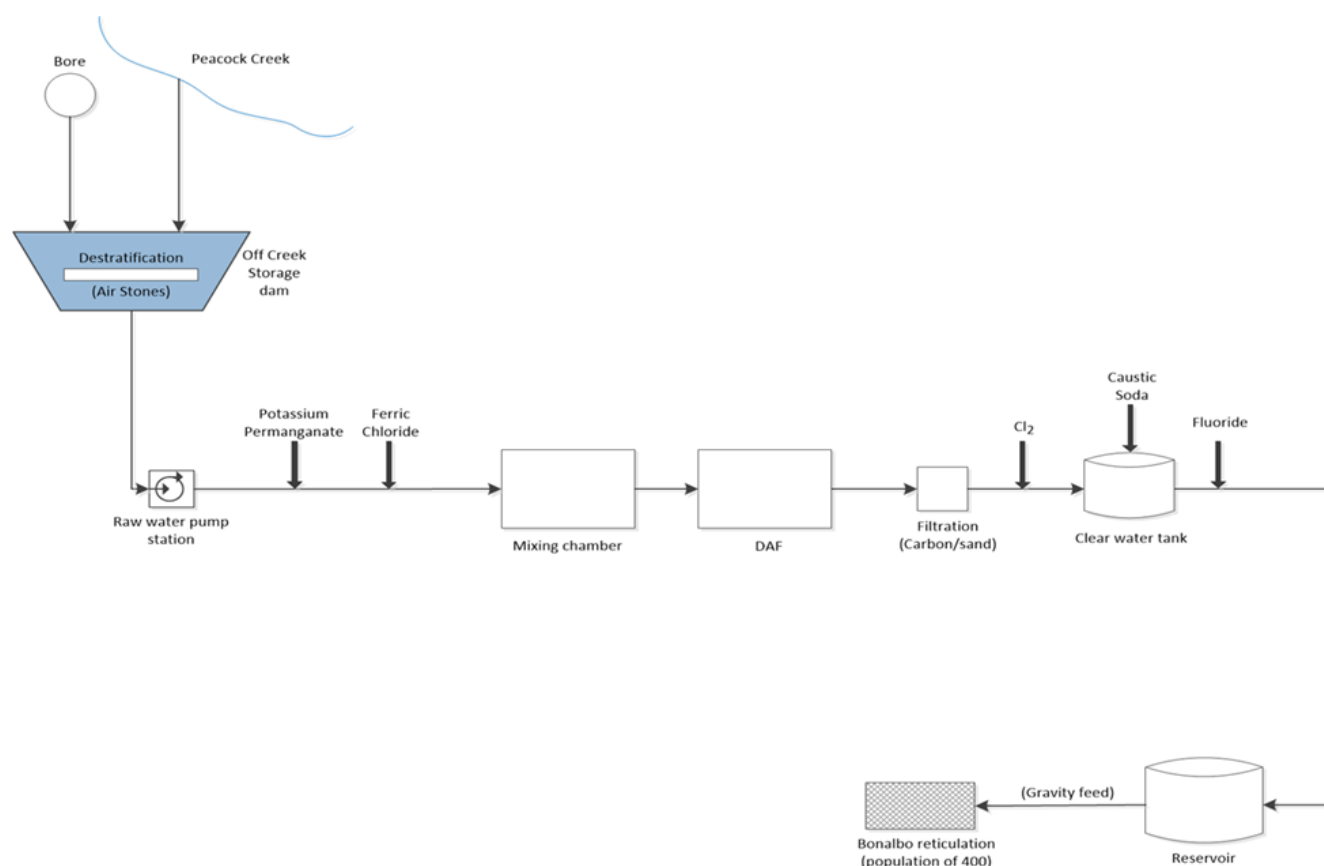 Bore
Peacock Creek
Destratification
(Air Stones)
Off Creek
Storage
dam
Raw water pump
station
Potassium
Permanganate
Ferric
Chloride
Mixing chamber
DAF
Filtration
(Carbon/sand)
Cl2
Caustic
Soda
Clear water tank
Fluoride
(Gravity feed)
Bonalbo reticulation
(population of 400)
Reservoir